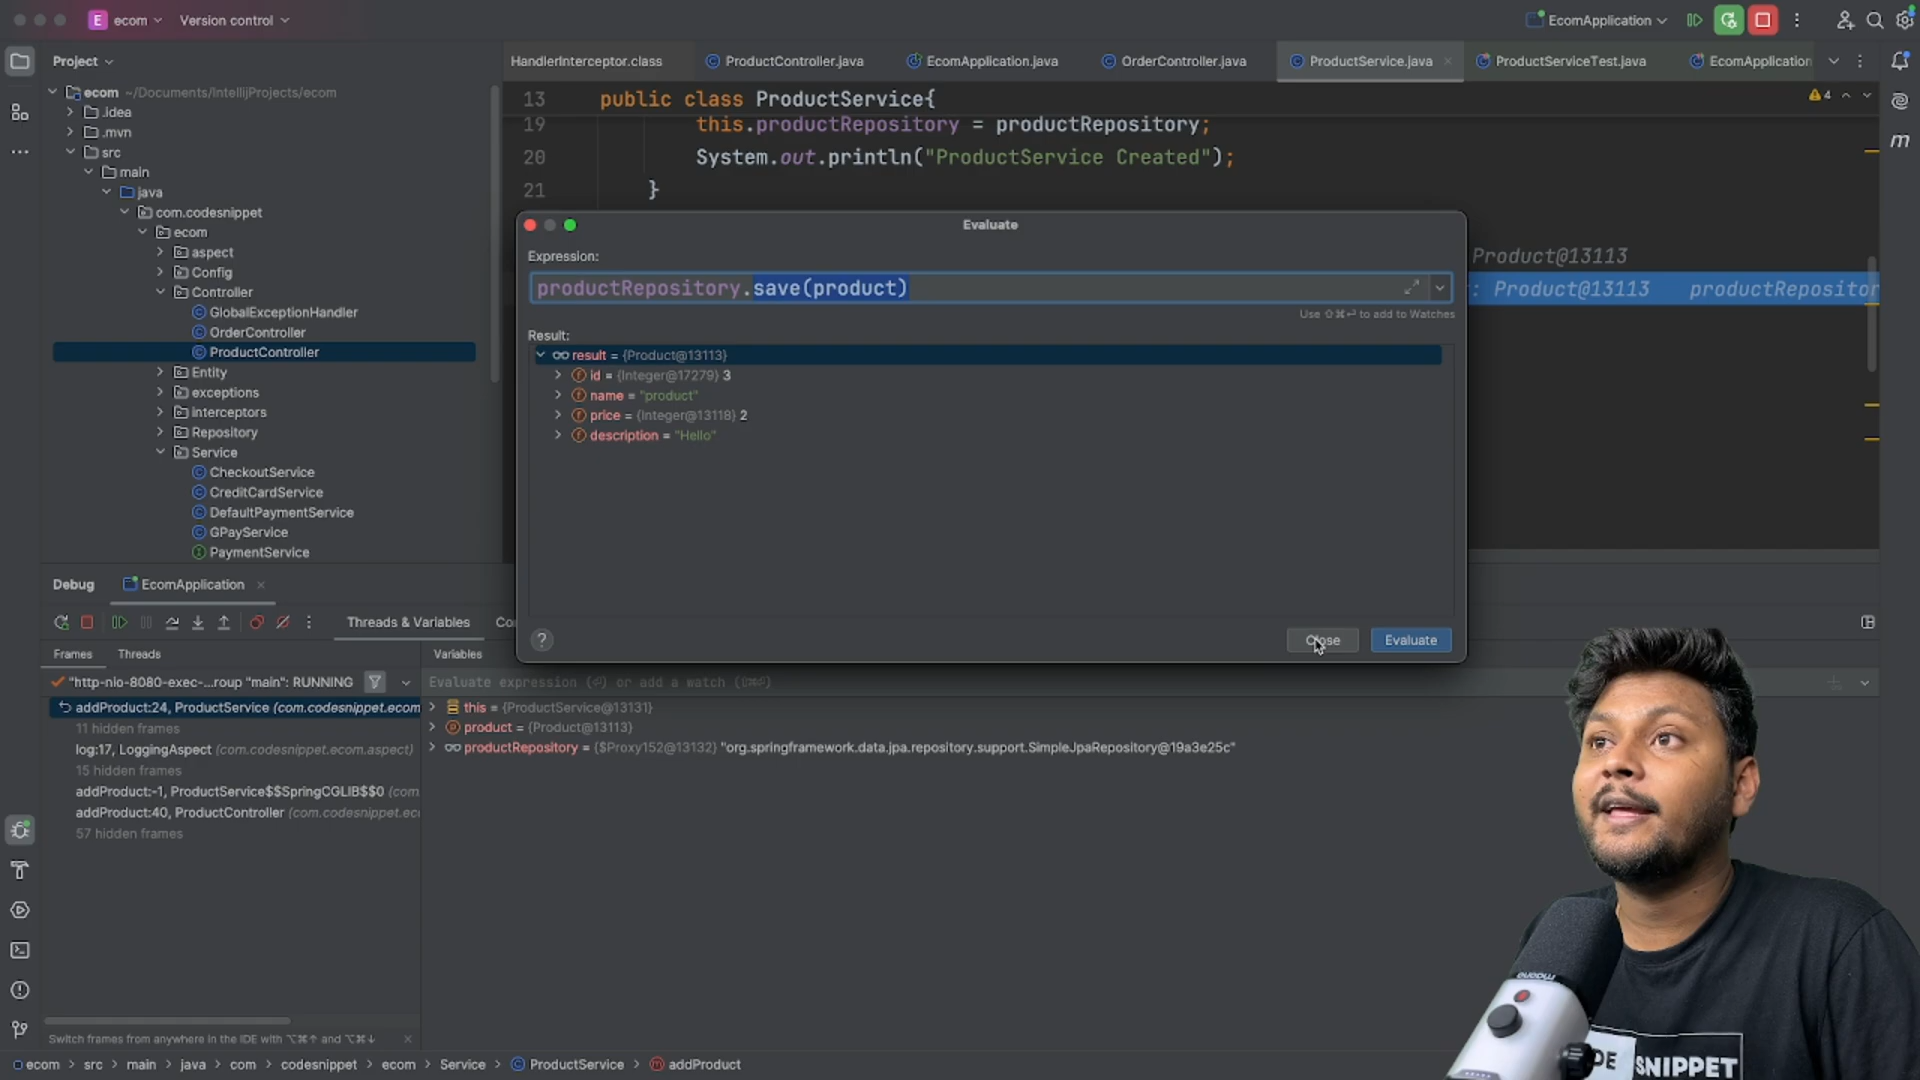 E ecom Version control EcomApplication
Project
HandlerInterceptor.class ProductController.java EcomApplication.java OrderController.java ProductService.java ProductServiceTest.java EcomApplication
ecom ~/Documents/IntellijProjects/ecom
.idea
.mvn
src
main
java
com.codesnippet
ecom
aspect
Config
Controller
GlobalExceptionHandler
OrderController
ProductController
Entity
exceptions
interceptors
Repository
Service
CheckoutService
CreditCardService
DefaultPaymentService
GPayService
PaymentService
13 public class ProductService{ 4
19 this.productRepository = productRepository;
20 System.out.println("ProductService Created");
21 }
Product@13113
: Product@13113 productRepositor
Evaluate
Expression:
productRepository.save(product)
Use ⇧⌘⏎ to add to Watches
Result:
result = {Product@13113}
id = {Integer@17279} 3
name = "product"
price = {Integer@13118} 2
description = "Hello"
? Close Evaluate
Debug EcomApplication
Threads & Variables Co
Frames Threads
"http-nio-8080-exec-...roup "main": RUNNING
addProduct:24, ProductService (com.codesnippet.ecom
11 hidden frames
log:17, LoggingAspect (com.codesnippet.ecom.aspect)
15 hidden frames
addProduct:-1, ProductService$$SpringCGLIB$$0 (com
addProduct:40, ProductController (com.codesnippet.ec
57 hidden frames
Variables
Evaluate expression (⏎) or add a watch (⇧⌘⏎)
this = {ProductService@13131}
product = {Product@13113}
productRepository = {$Proxy152@13132} "org.springframework.data.jpa.repository.support.SimpleJpaRepository@19a3e25c"
Switch frames from anywhere in the IDE with ⌥⌘↑ and ⌥⌘↓
ecom src main java com codesnippet ecom Service ProductService addProduct
maono
DE SNIPPET